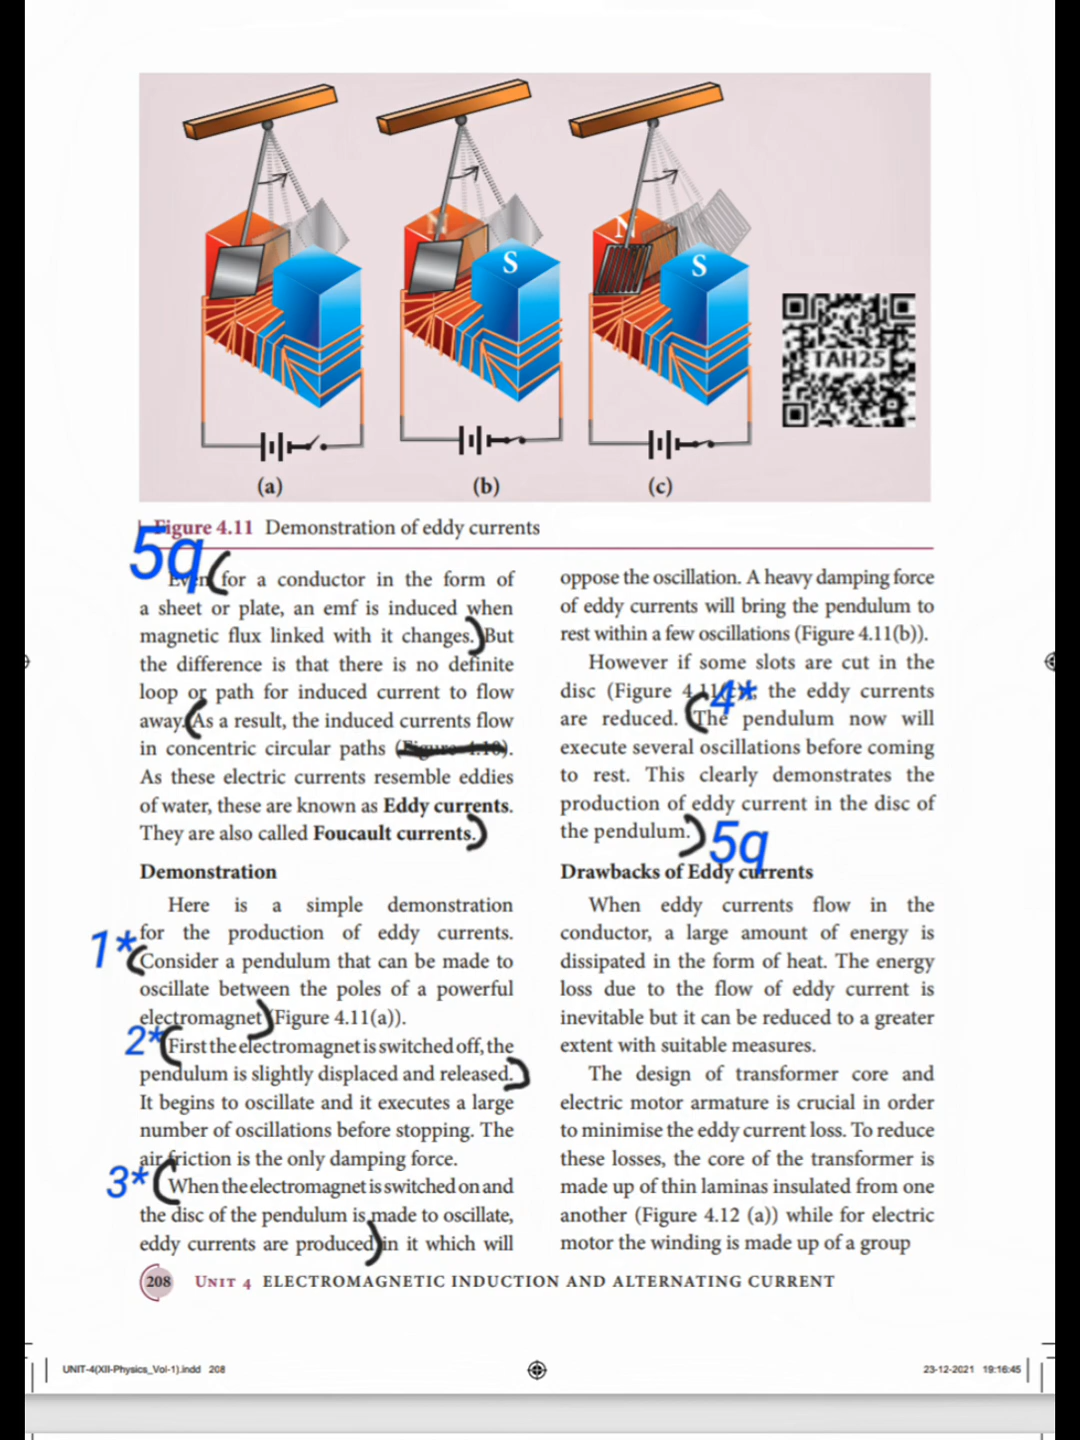 N
S
N
S
TAH25
(a)
(b)
(c)
Figure 4.11 Demonstration of eddy currents
5q
Even (for a conductor in the form of
a sheet or plate, an emf is induced when
magnetic flux linked with it changes.) But
the difference is that there is no definite
loop or path for induced current to flow
away. (As a result, the induced currents flow
in concentric circular paths (Figure 4.10).
As these electric currents resemble eddies
of water, these are known as Eddy currents.
They are also called Foucault currents.)
Demonstration
Here is a simple demonstration
for the production of eddy currents.
1* (Consider a pendulum that can be made to
oscillate between the poles of a powerful
electromagnet) (Figure 4.11(a)).
2* (First the electromagnet is switched off, the
pendulum is slightly displaced and released.)
It begins to oscillate and it executes a large
number of oscillations before stopping. The
air friction is the only damping force.
3* (When the electromagnet is switched on and
the disc of the pendulum is made to oscillate,
eddy currents are produced) in it which will
oppose the oscillation. A heavy damping force
of eddy currents will bring the pendulum to
rest within a few oscillations (Figure 4.11(b)).
However if some slots are cut in the
disc (Figure 4.11(c)), the eddy currents
4*
are reduced. (The pendulum now will
execute several oscillations before coming
to rest. This clearly demonstrates the
production of eddy current in the disc of
the pendulum.) 5q
Drawbacks of Eddy currents
When eddy currents flow in the
conductor, a large amount of energy is
dissipated in the form of heat. The energy
loss due to the flow of eddy current is
inevitable but it can be reduced to a greater
extent with suitable measures.
The design of transformer core and
electric motor armature is crucial in order
to minimise the eddy current loss. To reduce
these losses, the core of the transformer is
made up of thin laminas insulated from one
another (Figure 4.12 (a)) while for electric
motor the winding is made up of a group
208 UNIT 4 ELECTROMAGNETIC INDUCTION AND ALTERNATING CURRENT
UNIT-4(XII-Physics_Vol-1).indd 208
23-12-2021 19:16:45